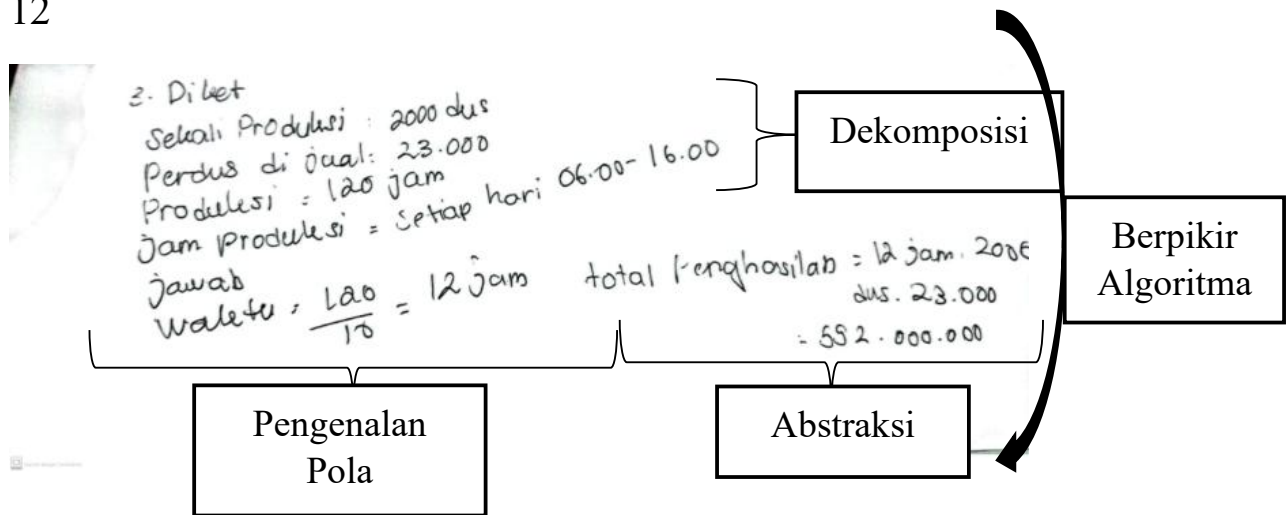 12
2. Diket
Sekali Produksi : 2000 dus
Perdus di jual: 23.000
Produksi = 120 jam
Jam produksi = Setiap hari 06.00-16.00
jawab
Waktu = 120/10 = 12 jam
total Penghasilan = 12 jam. 2000
dus. 23.000
= 552.000.000
Dekomposisi
Berpikir
Algoritma
Pengenalan
Pola
Abstraksi